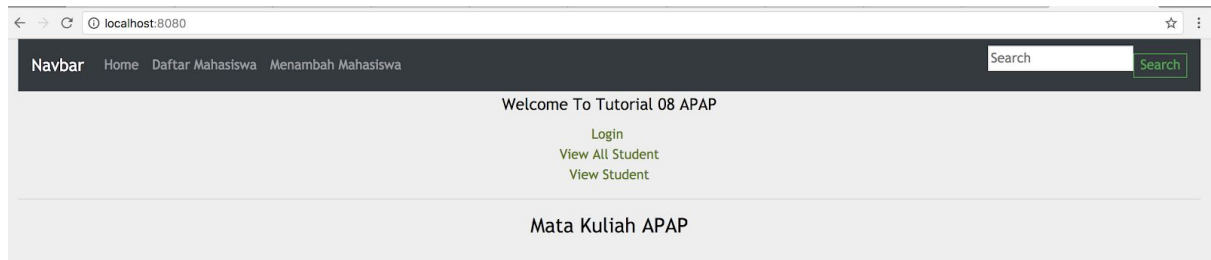 localhost:8080
Navbar Home Daftar Mahasiswa Menambah Mahasiswa Search Search
Welcome To Tutorial 08 APAP
Login
View All Student
View Student
Mata Kuliah APAP